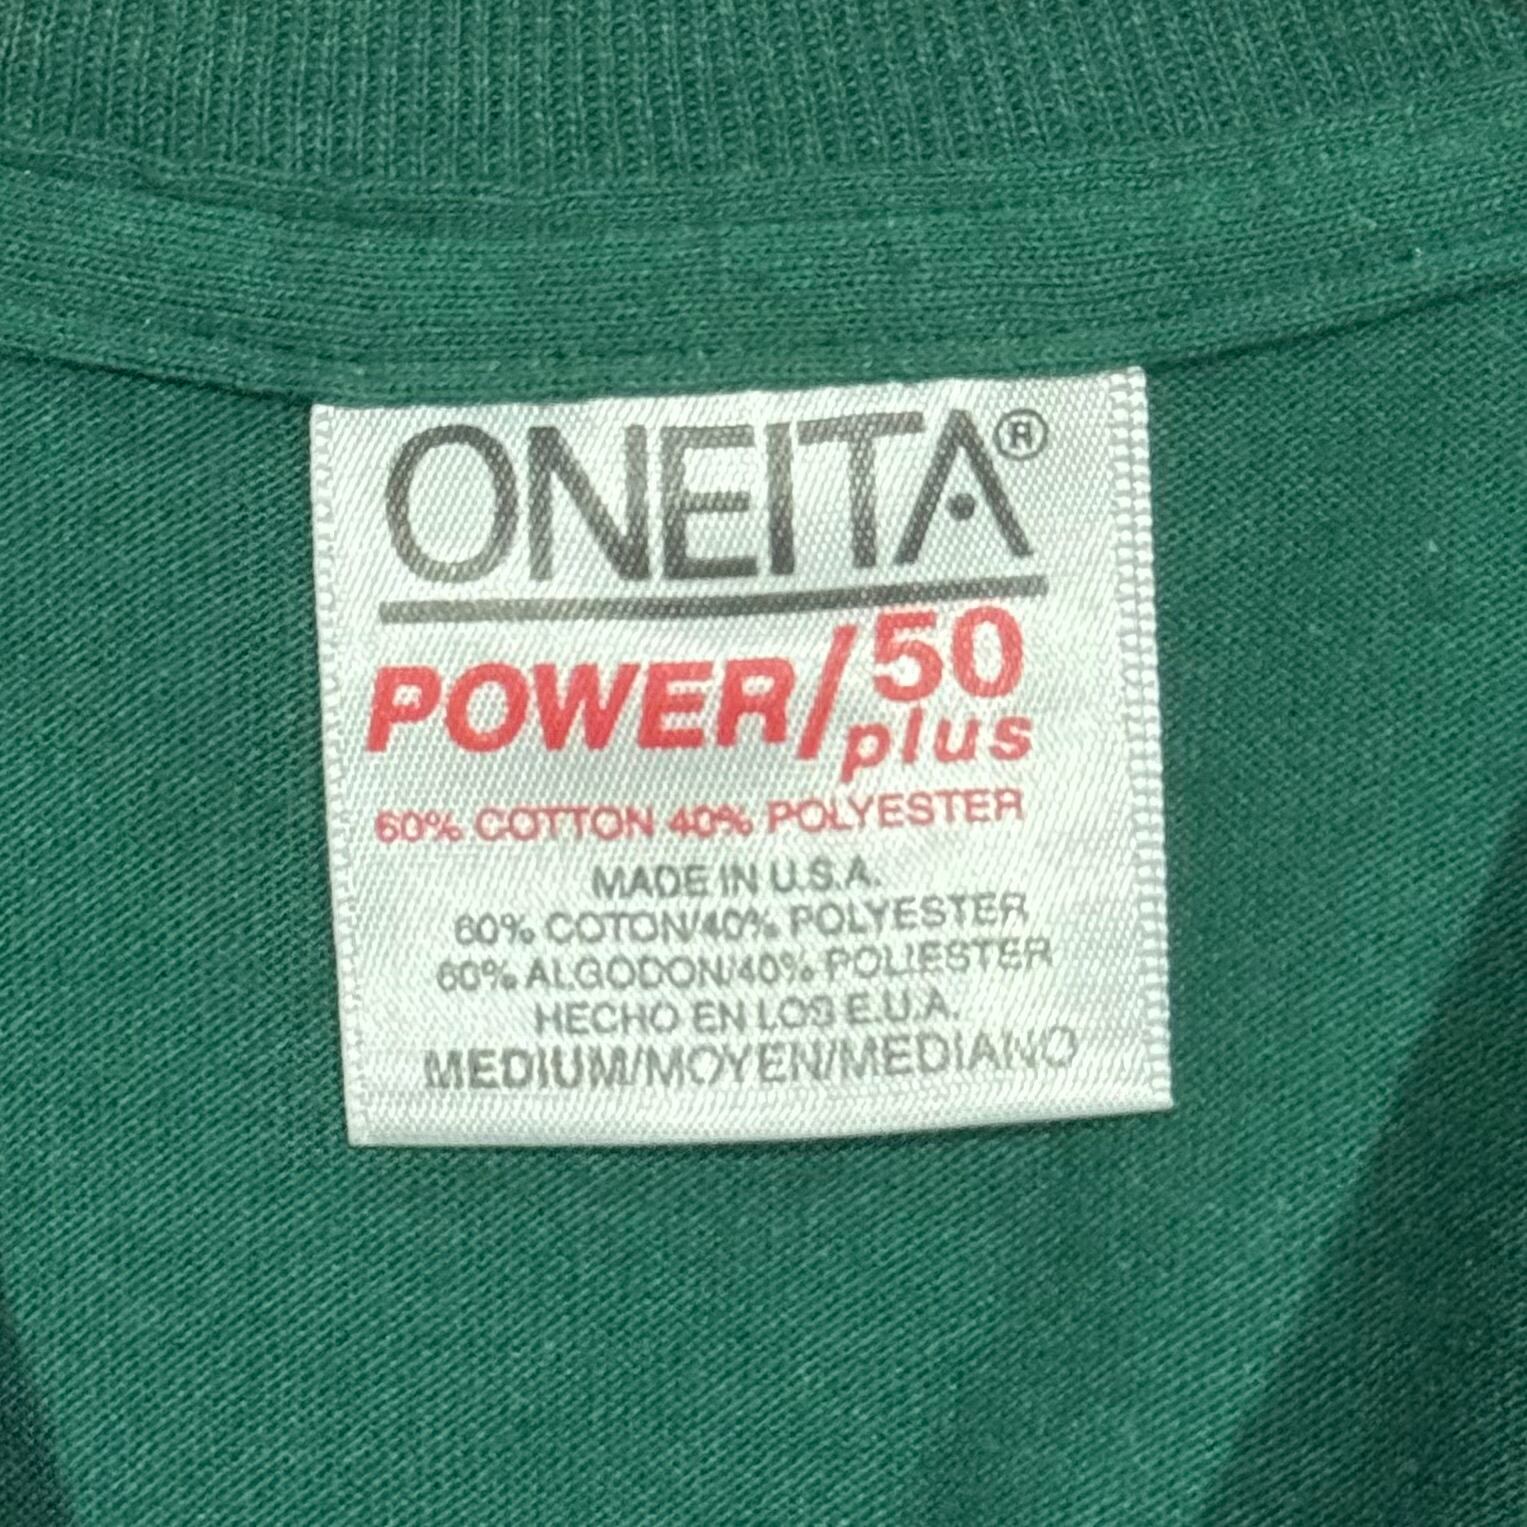 ONEITA®
POWER/50
plus
60% COTTON 40% POLYESTER
MADE IN U.S.A.
60% COTON/40% POLYESTER
60% ALGODON/40% POLIESTER
HECHO EN LOS E.U.A.
MEDIUM/MOYEN/MEDIANO